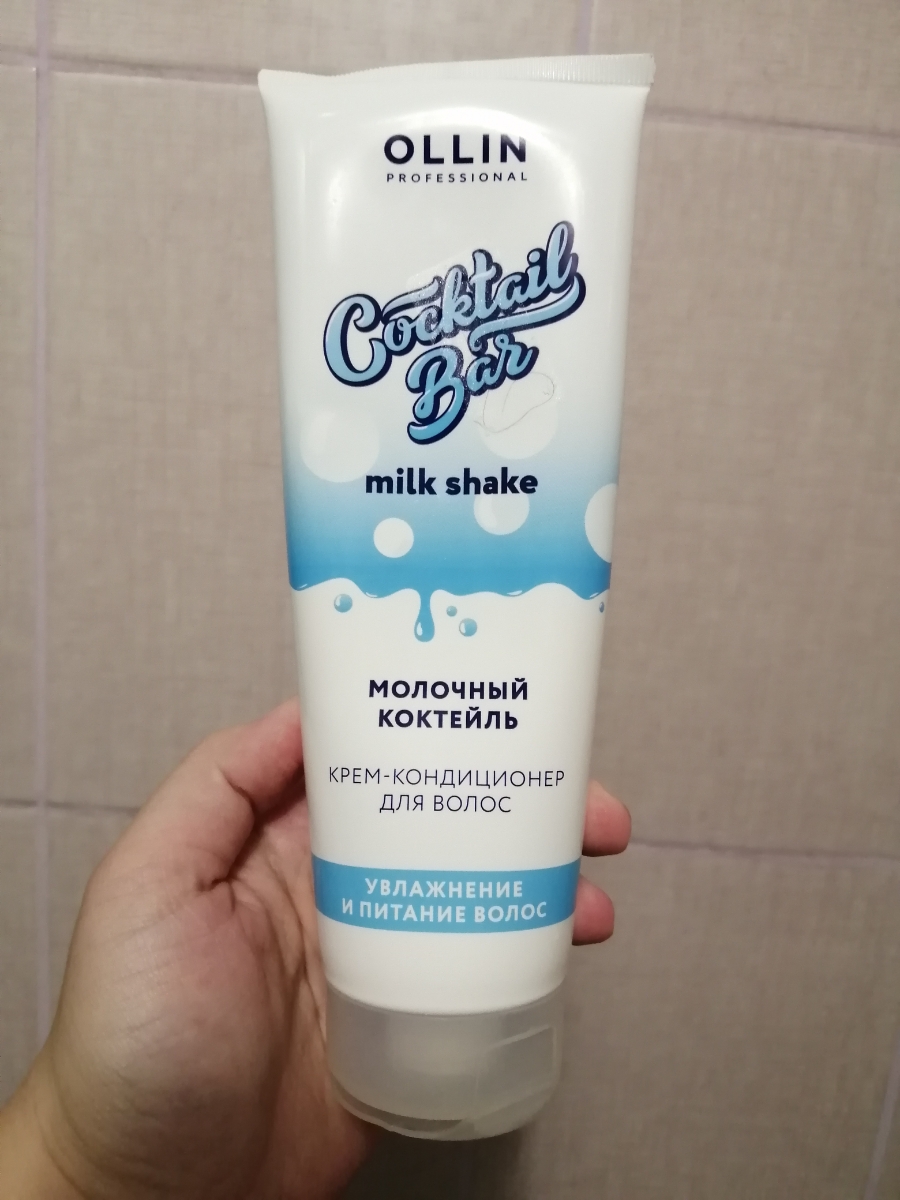 OLLIN
PROFESSIONAL
Cocktail
Bar
milk shake
МОЛОЧНЫЙ
КОКТЕЙЛЬ
КРЕМ-КОНДИЦИОНЕР
ДЛЯ ВОЛОС
УВЛАЖНЕНИЕ
И ПИТАНИЕ ВОЛОС